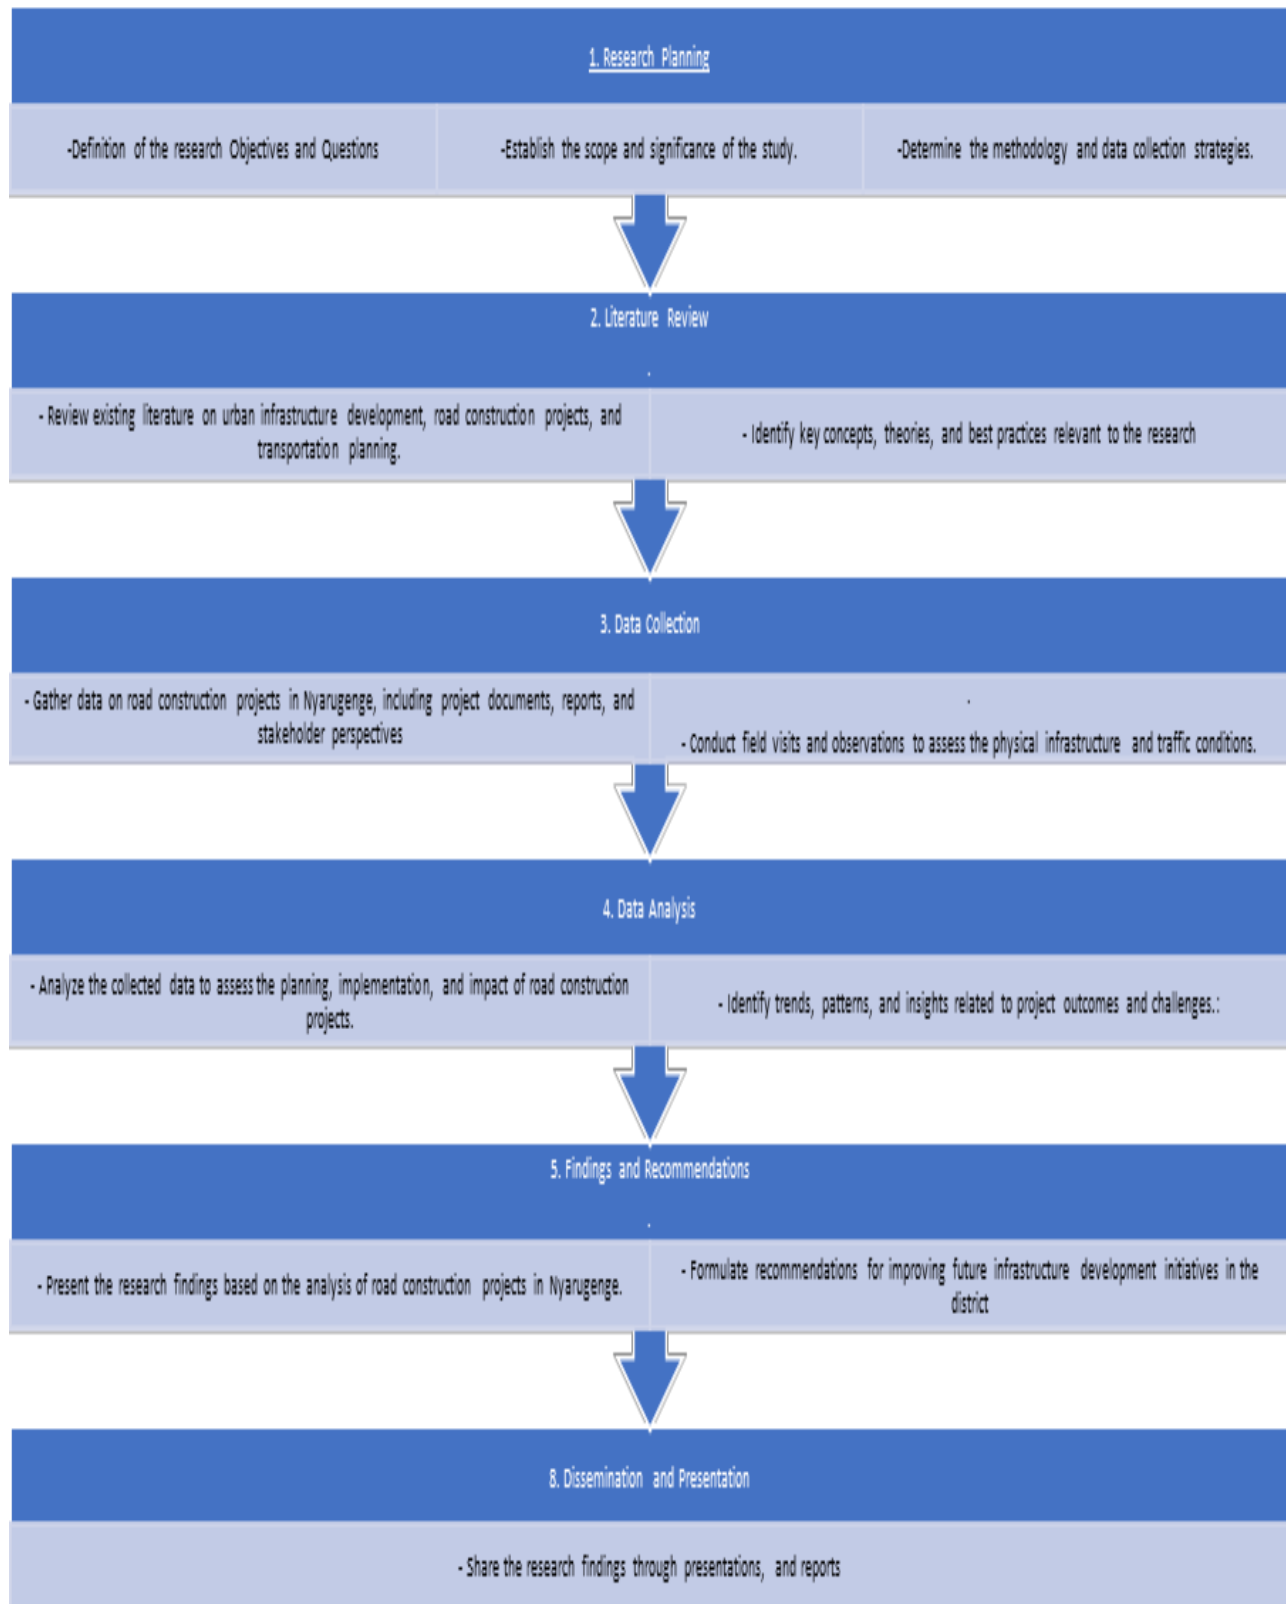 1. Research Planning
-Definition of the research Objectives and Questions
-Establish the scope and significance of the study.
-Determine the methodology and data collection strategies.
2. Literature Review
.
- Review existing literature on urban infrastructure development, road construction projects, and
transportation planning.
- Identify key concepts, theories, and best practices relevant to the research
3. Data Collection
- Gather data on road construction projects in Nyarugenge, including project documents, reports, and
stakeholder perspectives
.
- Conduct field visits and observations to assess the physical infrastructure and traffic conditions.
4. Data Analysis
- Analyze the collected data to assess the planning, implementation, and impact of road construction
projects.
- Identify trends, patterns, and insights related to project outcomes and challenges.:
5. Findings and Recommendations
.
- Present the research findings based on the analysis of road construction projects in Nyarugenge.
- Formulate recommendations for improving future infrastructure development initiatives in the
district
8. Dissemination and Presentation
- Share the research findings through presentations, and reports